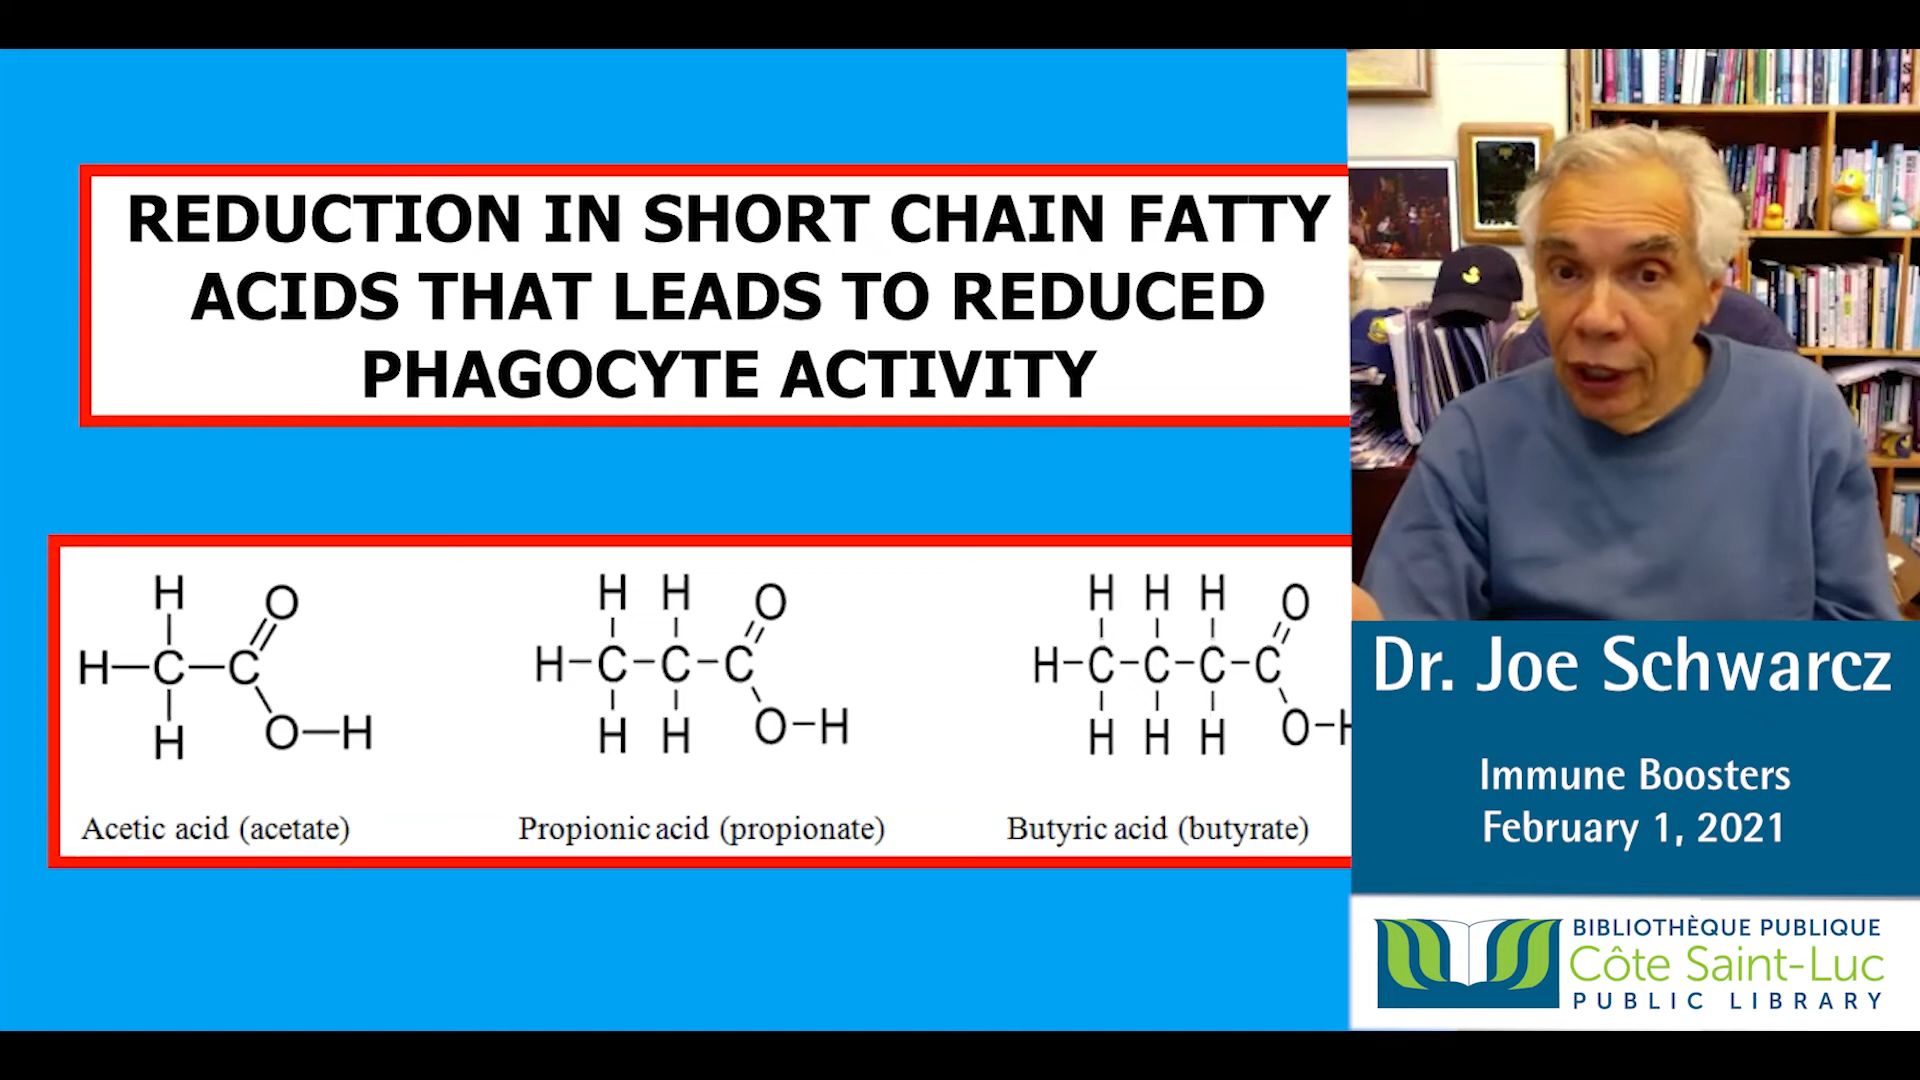 REDUCTION IN SHORT CHAIN FATTY
ACIDS THAT LEADS TO REDUCED
PHAGOCYTE ACTIVITY
H O
H C C
H O H
H H O
H C C C
H H O H
H H H O
H C C C C
H H H O H
Acetic acid (acetate)
Propionic acid (propionate)
Butyric acid (butyrate)
Dr. Joe Schwarcz
Immune Boosters
February 1, 2021
BIBLIOTHÈQUE PUBLIQUE
Côte Saint-Luc
PUBLIC LIBRARY